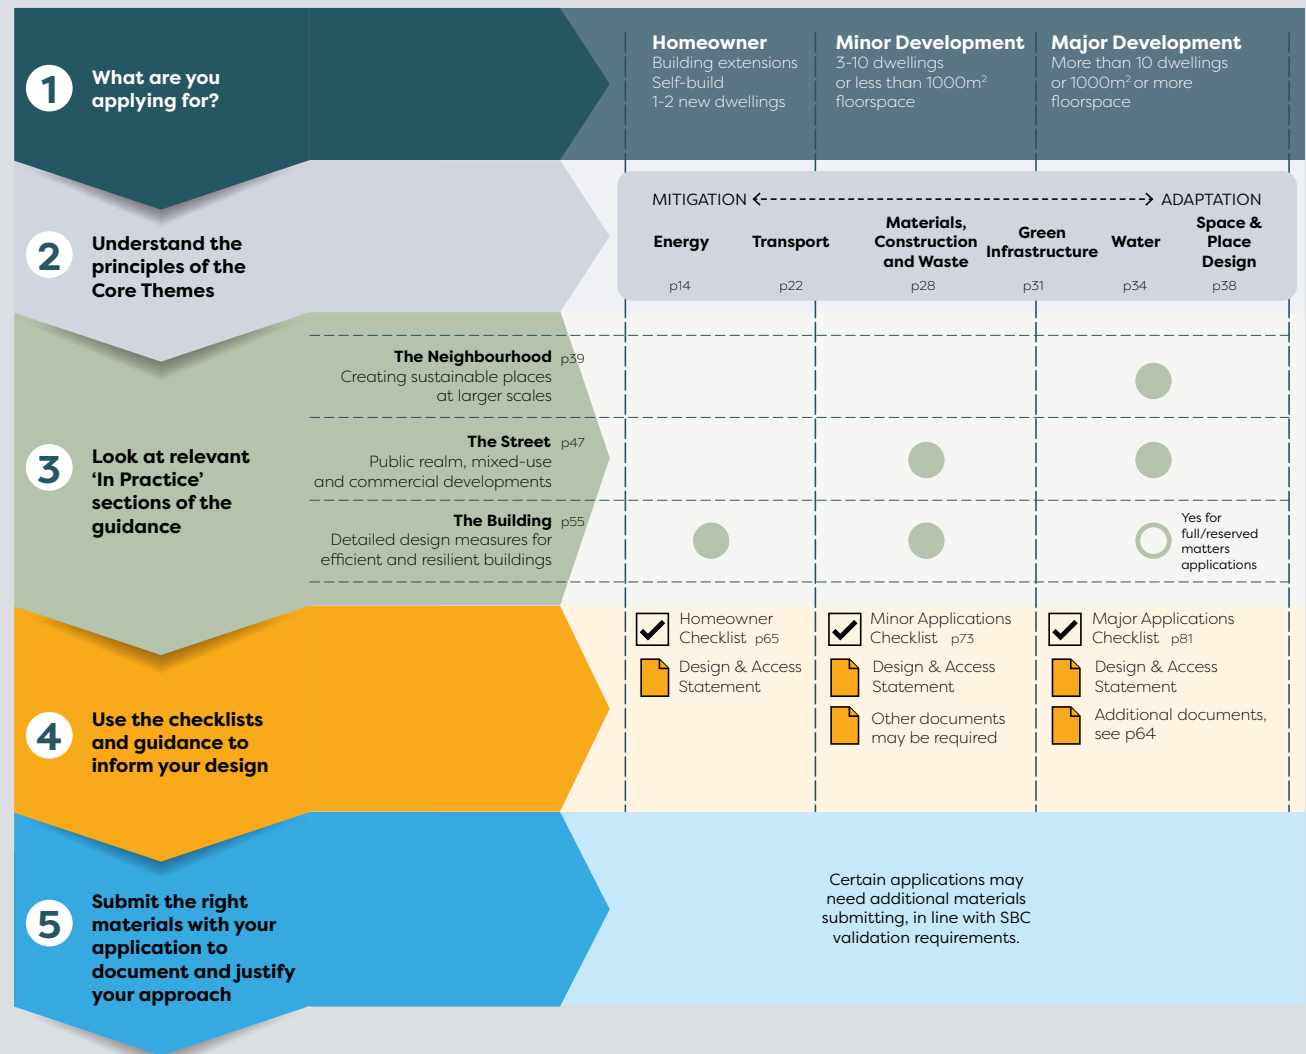 1
What are you
applying for?
Homeowner
Building extensions
Self-build
1-2 new dwellings
Minor Development
3-10 dwellings
or less than 1000m²
floorspace
Major Development
More than 10 dwellings
or 1000m² or more
floorspace
2
Understand the
principles of the
Core Themes
MITIGATION
ADAPTATION
Energy
p14
Transport
p22
Materials,
Construction
and Waste
p28
Green
Infrastructure
p31
Water
p34
Space &
Place
Design
p38
3
Look at relevant
‘In Practice’
sections of the
guidance
The Neighbourhood p39
Creating sustainable places
at larger scales
The Street p47
Public realm, mixed-use
and commercial developments
The Building p55
Detailed design measures for
efficient and resilient buildings
Yes for
full/reserved
matters
applications
4
Use the checklists
and guidance to
inform your design
Homeowner
Checklist p65
Design & Access
Statement
Minor Applications
Checklist p73
Design & Access
Statement
Other documents
may be required
Major Applications
Checklist p81
Design & Access
Statement
Additional documents,
see p64
5
Submit the right
materials with your
application to
document and justify
your approach
Certain applications may
need additional materials
submitting, in line with SBC
validation requirements.